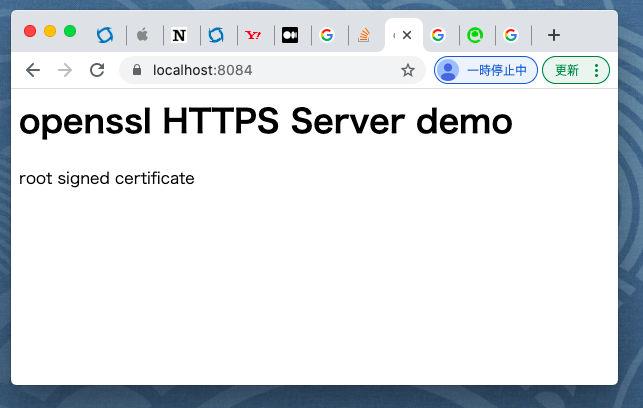 localhost:8084
一時停止中
更新
openssl HTTPS Server demo
root signed certificate